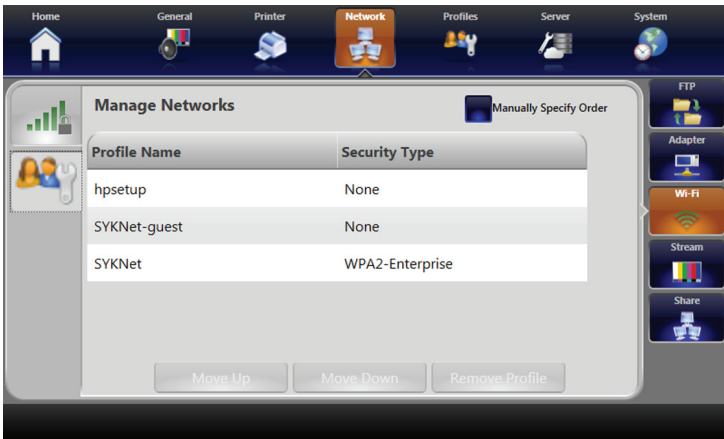 Home General Printer Network Profiles Server System
FTP
Manage Networks Manually Specify Order
Adapter
Profile Name Security Type
hpsetup None
Wi-Fi
SYKNet-guest None
Stream
SYKNet WPA2-Enterprise
Share
Move Up Move Down Remove Profile